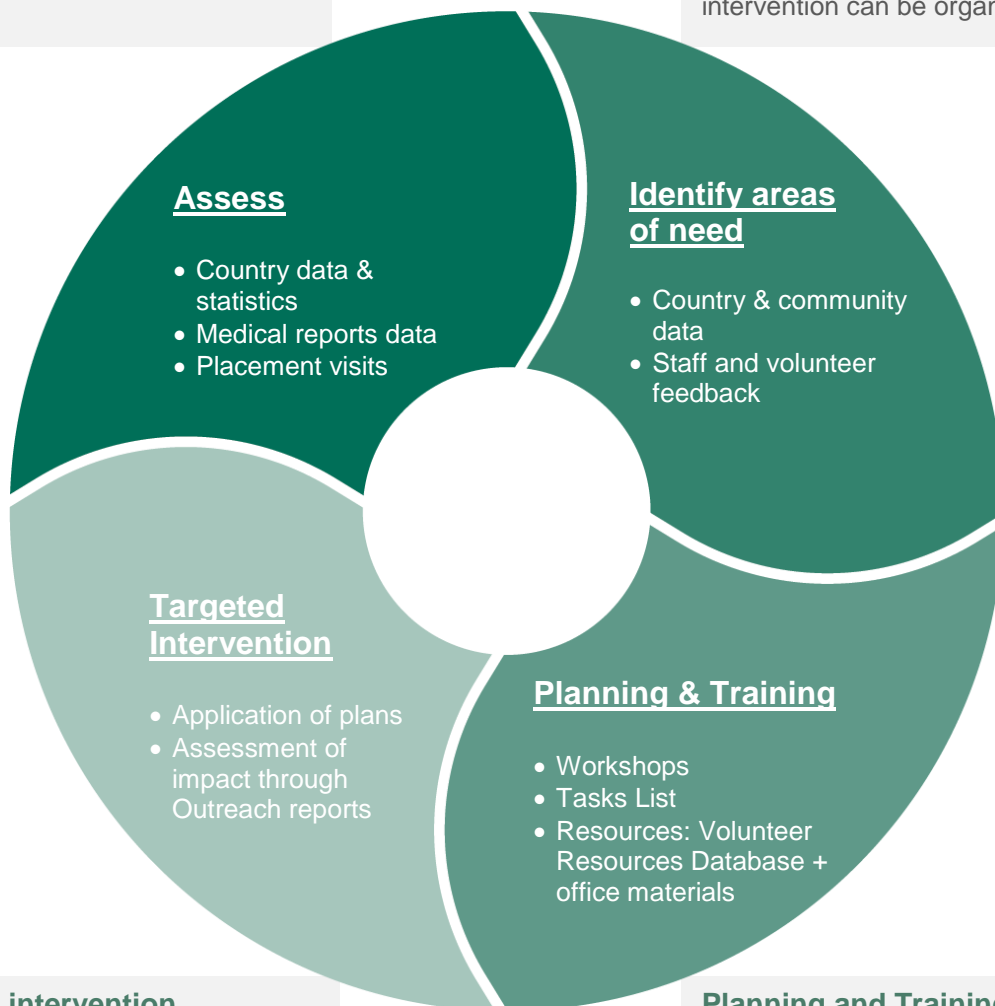 intervention can be organ
Assess
• Country data &
statistics
• Medical reports data
• Placement visits
Identify areas
of need
• Country & community
data
• Staff and volunteer
feedback
Targeted
Intervention
• Application of plans
• Assessment of
impact through
Outreach reports
Planning & Training
• Workshops
• Tasks List
• Resources: Volunteer
Resources Database +
office materials
intervention
Planning and Training